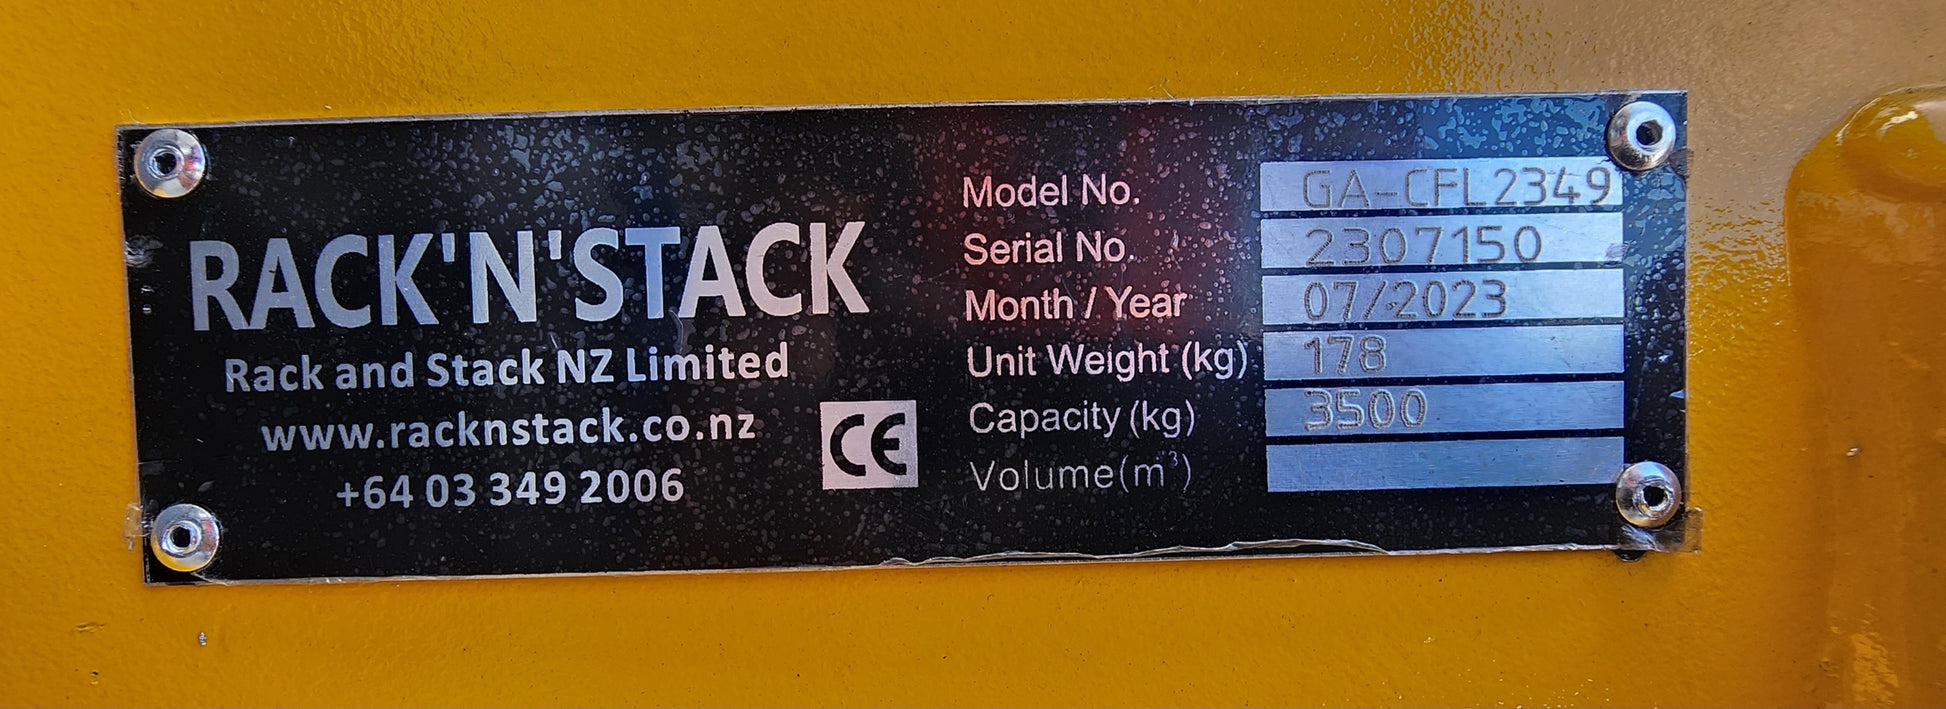 RACK'N'STACK
Rack and Stack NZ Limited
www.racknstack.co.nz
+64 03 349 2006
CE
Model No. GA-CFL2349
Serial No. 2307150
Month / Year 07/2023
Unit Weight (kg) 178
Capacity (kg) 3500
Volume(m³)